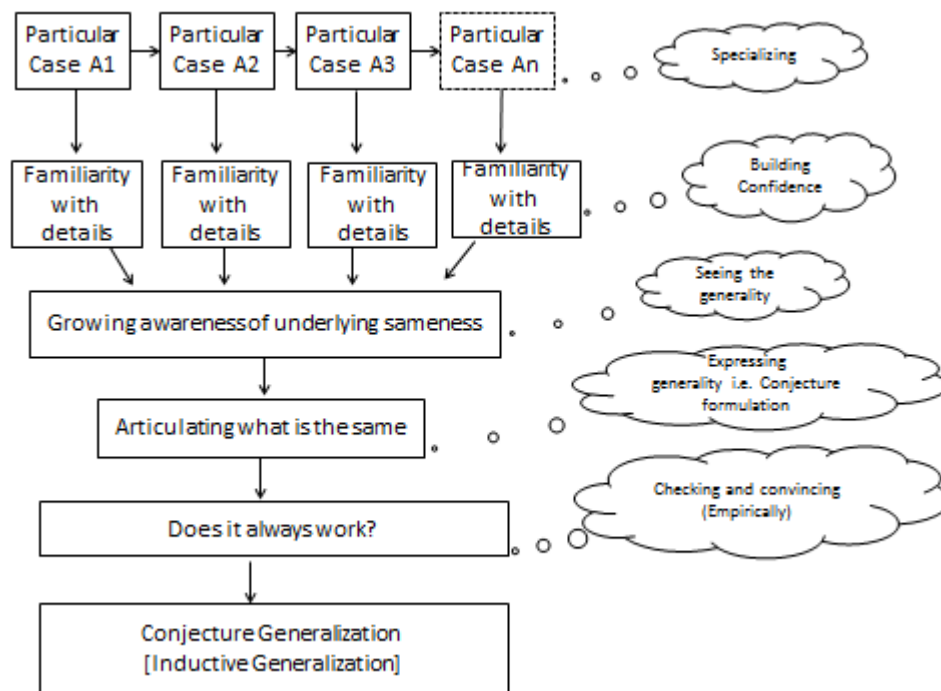 Particular
Case A1
Particular
Case A2
Particular
Case A3
Particular
Case An
Specializing
Familiarity
with
details
Familiarity
with
details
Familiarity
with
details
Familiarity
with
details
Building
Confidence
Growing awareness of underlying sameness
Seeing the
generality
Articulating what is the same
Expressing
generality i.e. Conjecture
formulation
Does it always work?
Checking and convincing
(Empirically)
Conjecture Generalization
[Inductive Generalization]